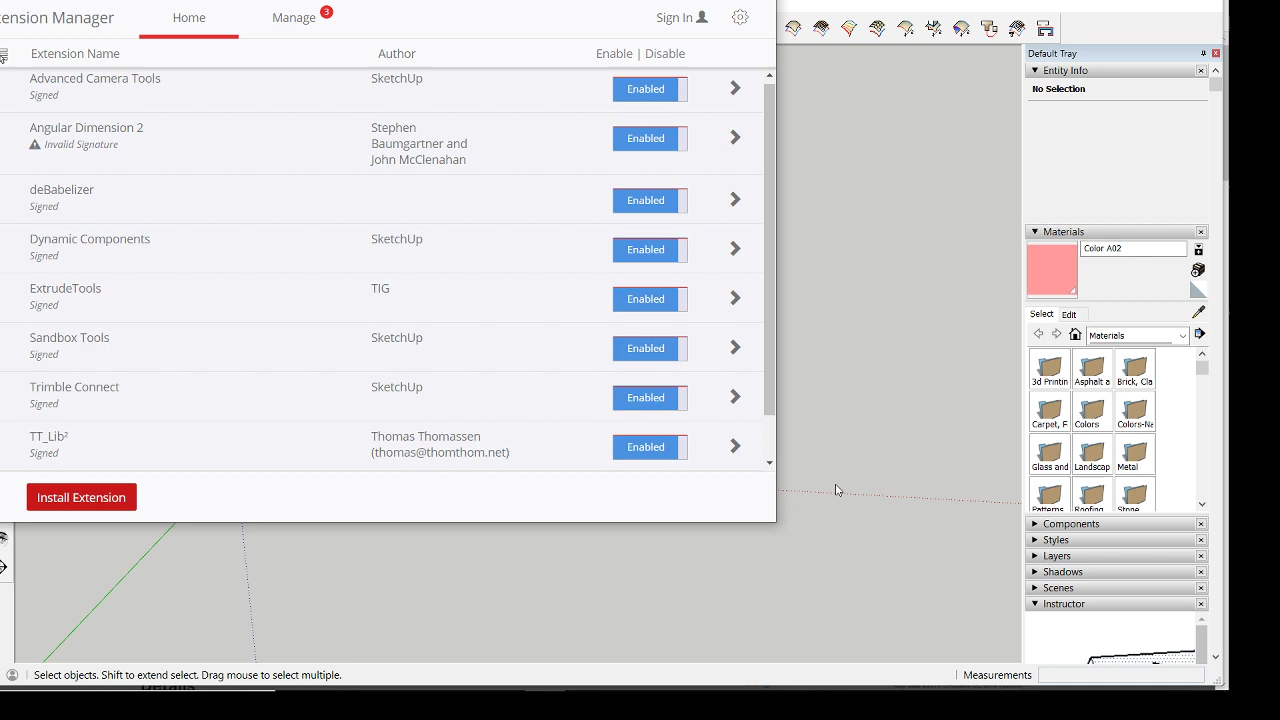 tension Manager
Home
Manage 3
Sign In
Extension Name
Author
Enable | Disable
Advanced Camera Tools
Signed
SketchUp
Enabled
Angular Dimension 2
Invalid Signature
Stephen
Baumgartner and
John McClenahan
Enabled
deBabelizer
Signed
Enabled
Dynamic Components
Signed
SketchUp
Enabled
ExtrudeTools
Signed
TIG
Enabled
Sandbox Tools
Signed
SketchUp
Enabled
Trimble Connect
Signed
SketchUp
Enabled
TT_Lib²
Signed
Thomas Thomassen
(thomas@thomthom.net)
Enabled
Install Extension
Default Tray
Entity Info
No Selection
Materials
Color A02
Select Edit
Materials
3d Printin Asphalt a Brick, Cla
Carpet, F Colors Colors-Na
Glass and Landscap Metal
Patterns Roofing Stone
Components
Styles
Layers
Shadows
Scenes
Instructor
Select objects. Shift to extend select. Drag mouse to select multiple.
Measurements
Details